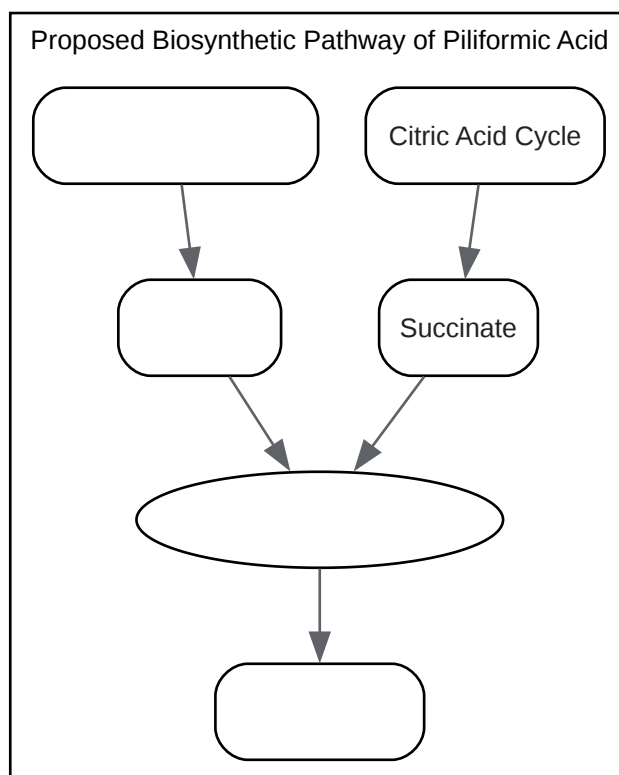 Proposed Biosynthetic Pathway of Piliformic Acid
Citric Acid Cycle
Succinate